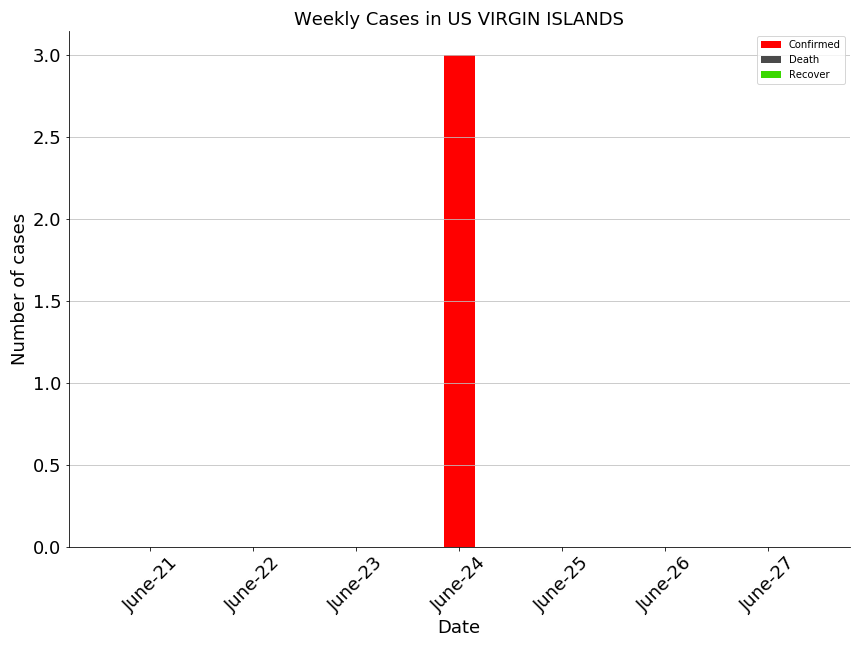 Weekly Cases in US VIRGIN ISLANDS
Confirmed
Death
Recover
Number of cases
3.0
2.5
2.0
1.5
1.0
0.5
0.0
June-21
June-22
June-23
June-24
June-25
June-26
June-27
Date